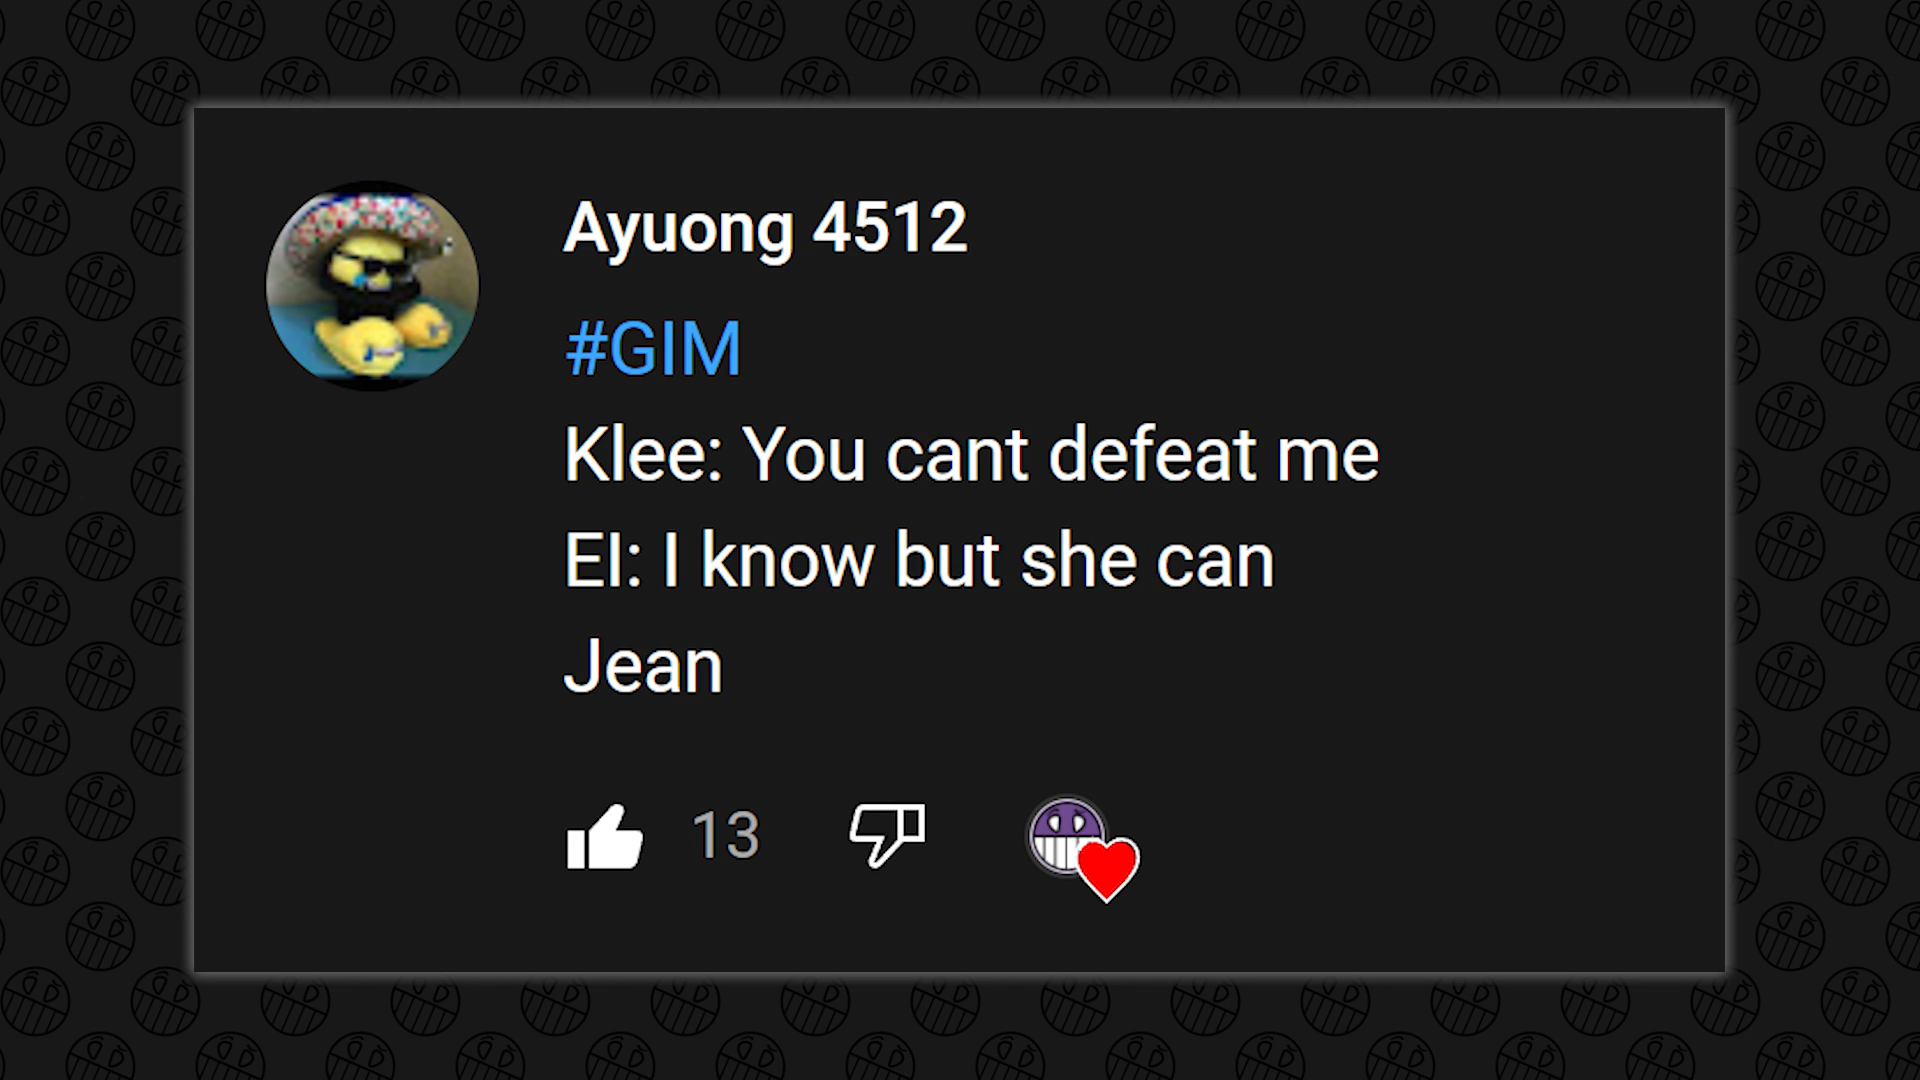 Ayuong 4512
#GIM
Klee: You cant defeat me
EI: I know but she can
Jean
13